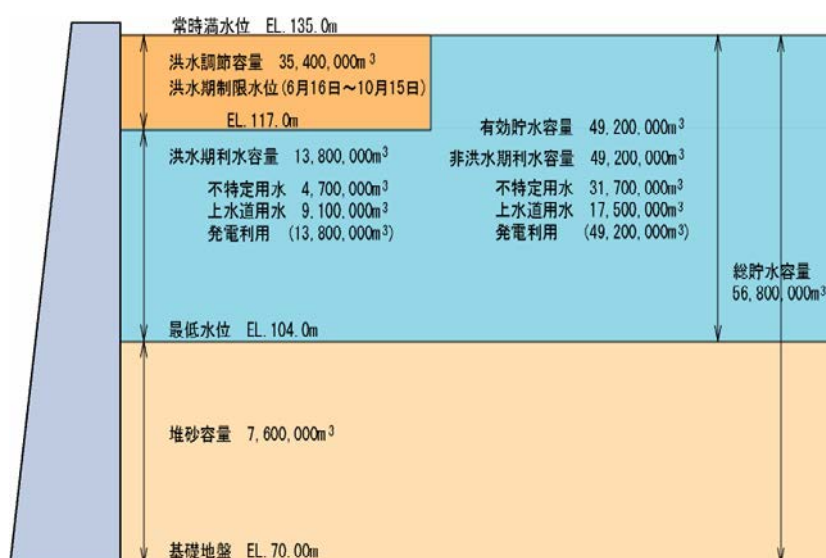 常時満水位 EL.135.0m
洪水調節容量 35,400,000m³
洪水期制限水位(6月16日～10月15日)
EL.117.0m
洪水期利水容量 13,800,000m³
不特定用水 4,700,000m³
上水道用水 9.100.000m³
発電利用 (13,800,000m³)
有効貯水容量 49,200,000m³
非洪水期利水容量 49,200,000m³
不特定用水 31,700,000m³
上水道用水 17,500,000m³
発電利用 (49,200,000m³)
総貯水容量
56,800,000m³
最低水位 EL.104.0m
堆砂容量 7,600,000m³
基礎地盤 EL.70.00m